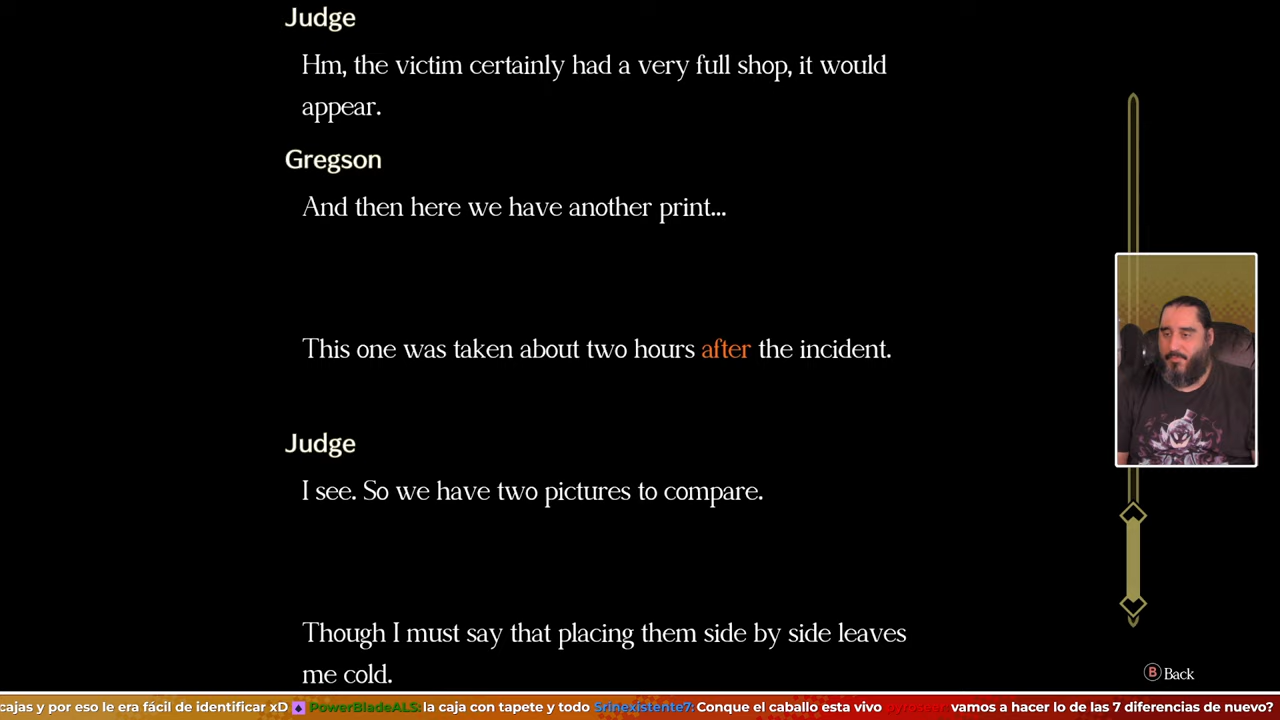 Judge
Hm, the victim certainly had a very full shop, it would
appear.
Gregson
And then here we have another print...
This one was taken about two hours after the incident.
Judge
I see. So we have two pictures to compare.
Though I must say that placing them side by side leaves
me cold.
B Back
cajas y por eso le era fácil de identificar xD PowerBladeALS: la caja con tapete y todo Srinexistente7: Conque el caballo esta vivo pyroseen: vamos a hacer lo de las 7 diferencias de nuevo?